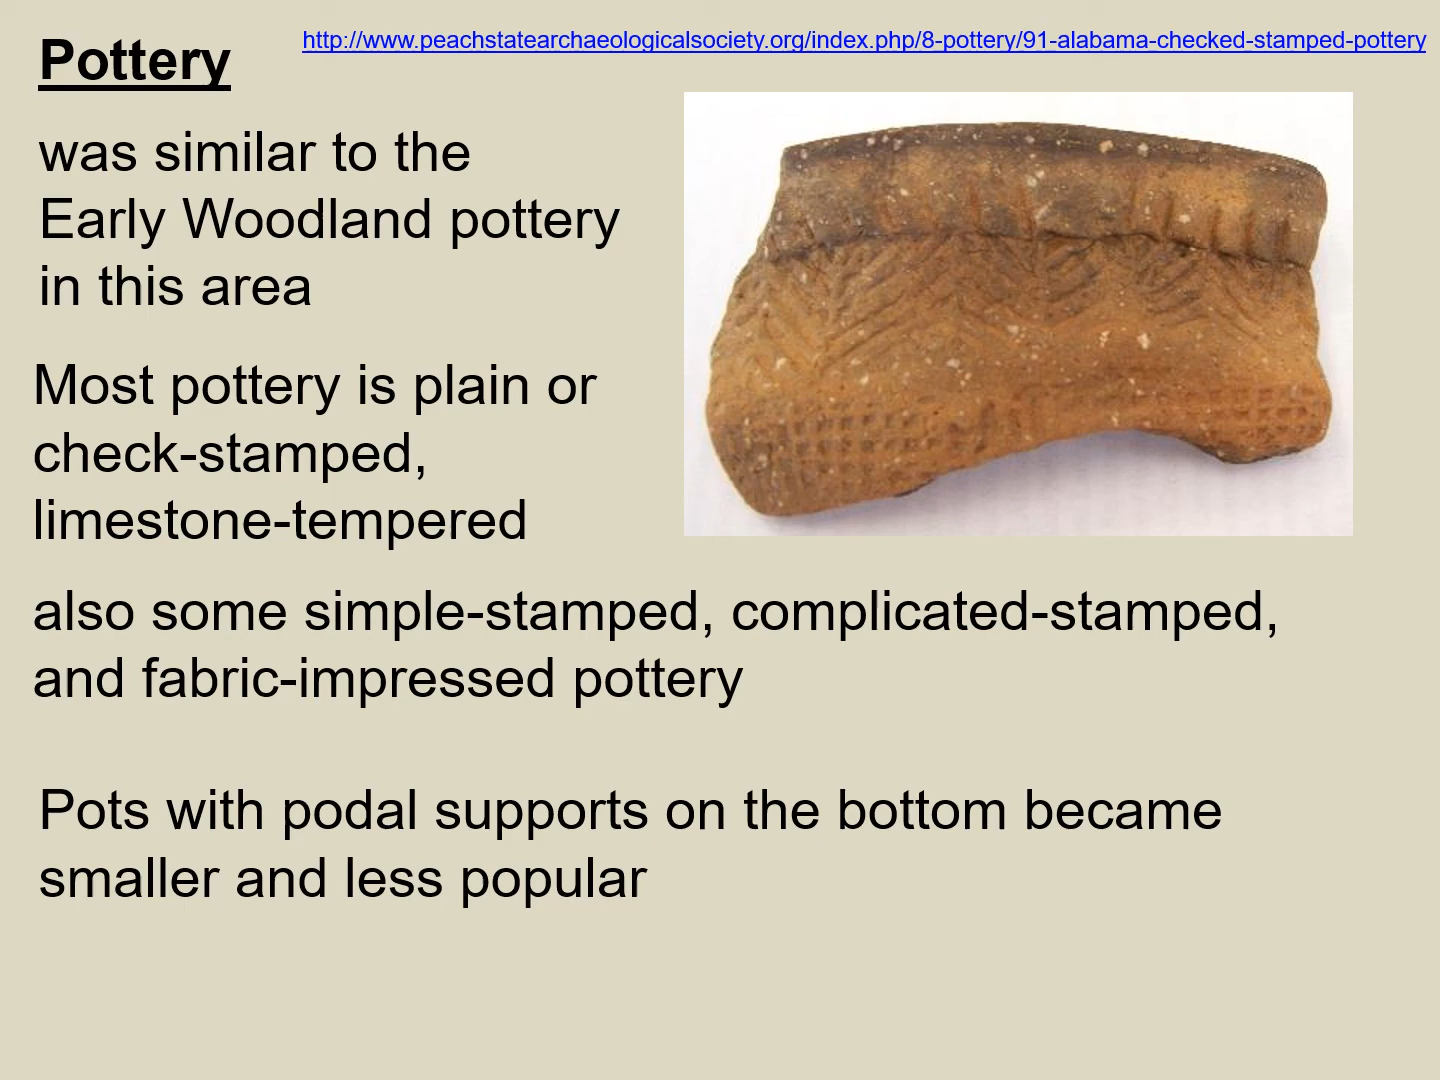 Pottery
http://www.peachstatearchaeologicalsociety.org/index.php/8-pottery/91-alabama-checked-stamped-pottery
was similar to the
Early Woodland pottery
in this area
Most pottery is plain or
check-stamped,
limestone-tempered
also some simple-stamped, complicated-stamped,
and fabric-impressed pottery
Pots with podal supports on the bottom became
smaller and less popular